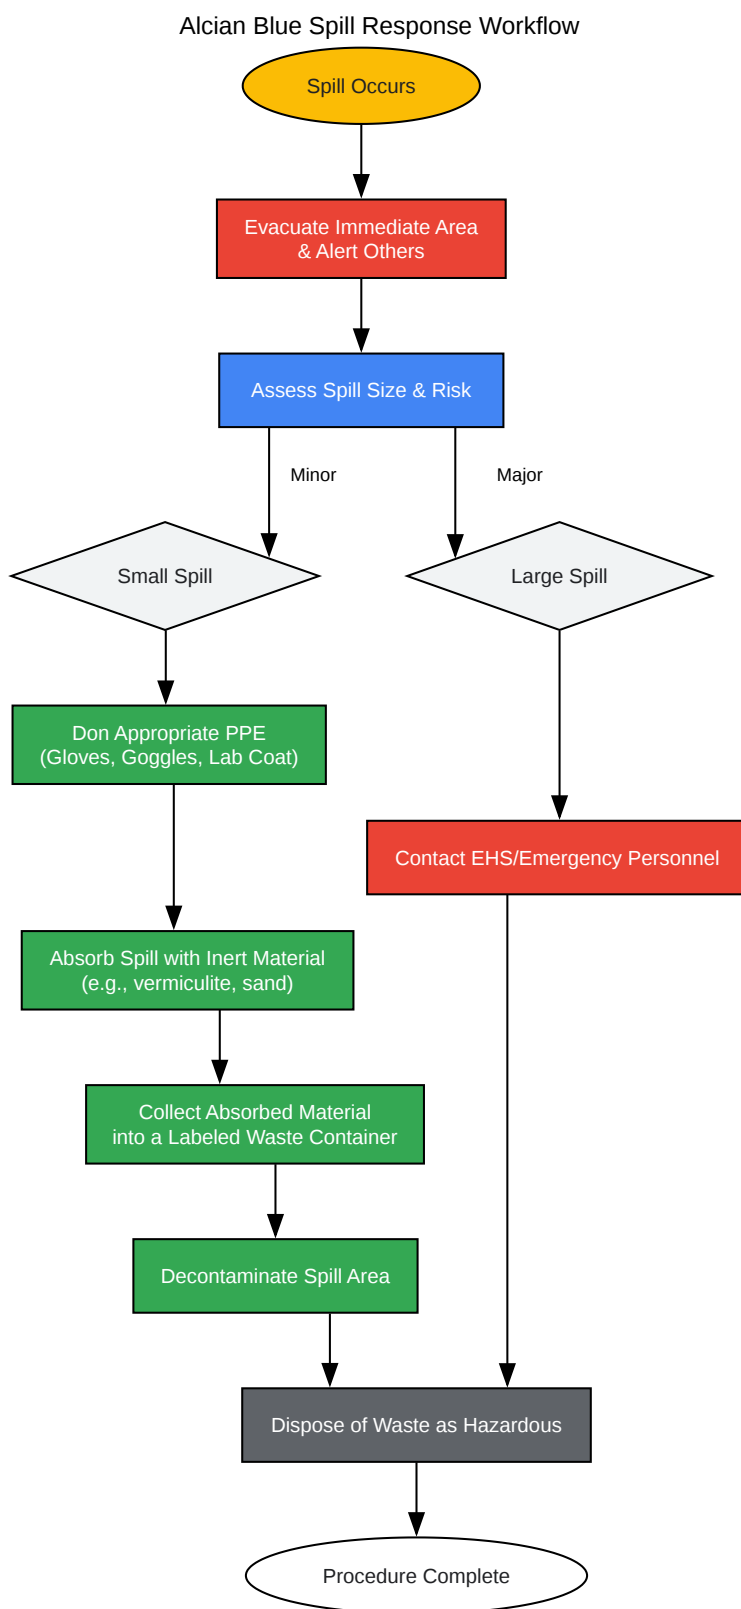 Alcian Blue Spill Response Workflow
Spill Occurs
Evacuate Immediate Area
& Alert Others
Assess Spill Size & Risk
Minor
Major
Small Spill
Large Spill
Don Appropriate PPE
(Gloves, Goggles, Lab Coat)
Contact EHS/Emergency Personnel
Absorb Spill with Inert Material
(e.g., vermiculite, sand)
Collect Absorbed Material
into a Labeled Waste Container
Decontaminate Spill Area
Dispose of Waste as Hazardous
Procedure Complete